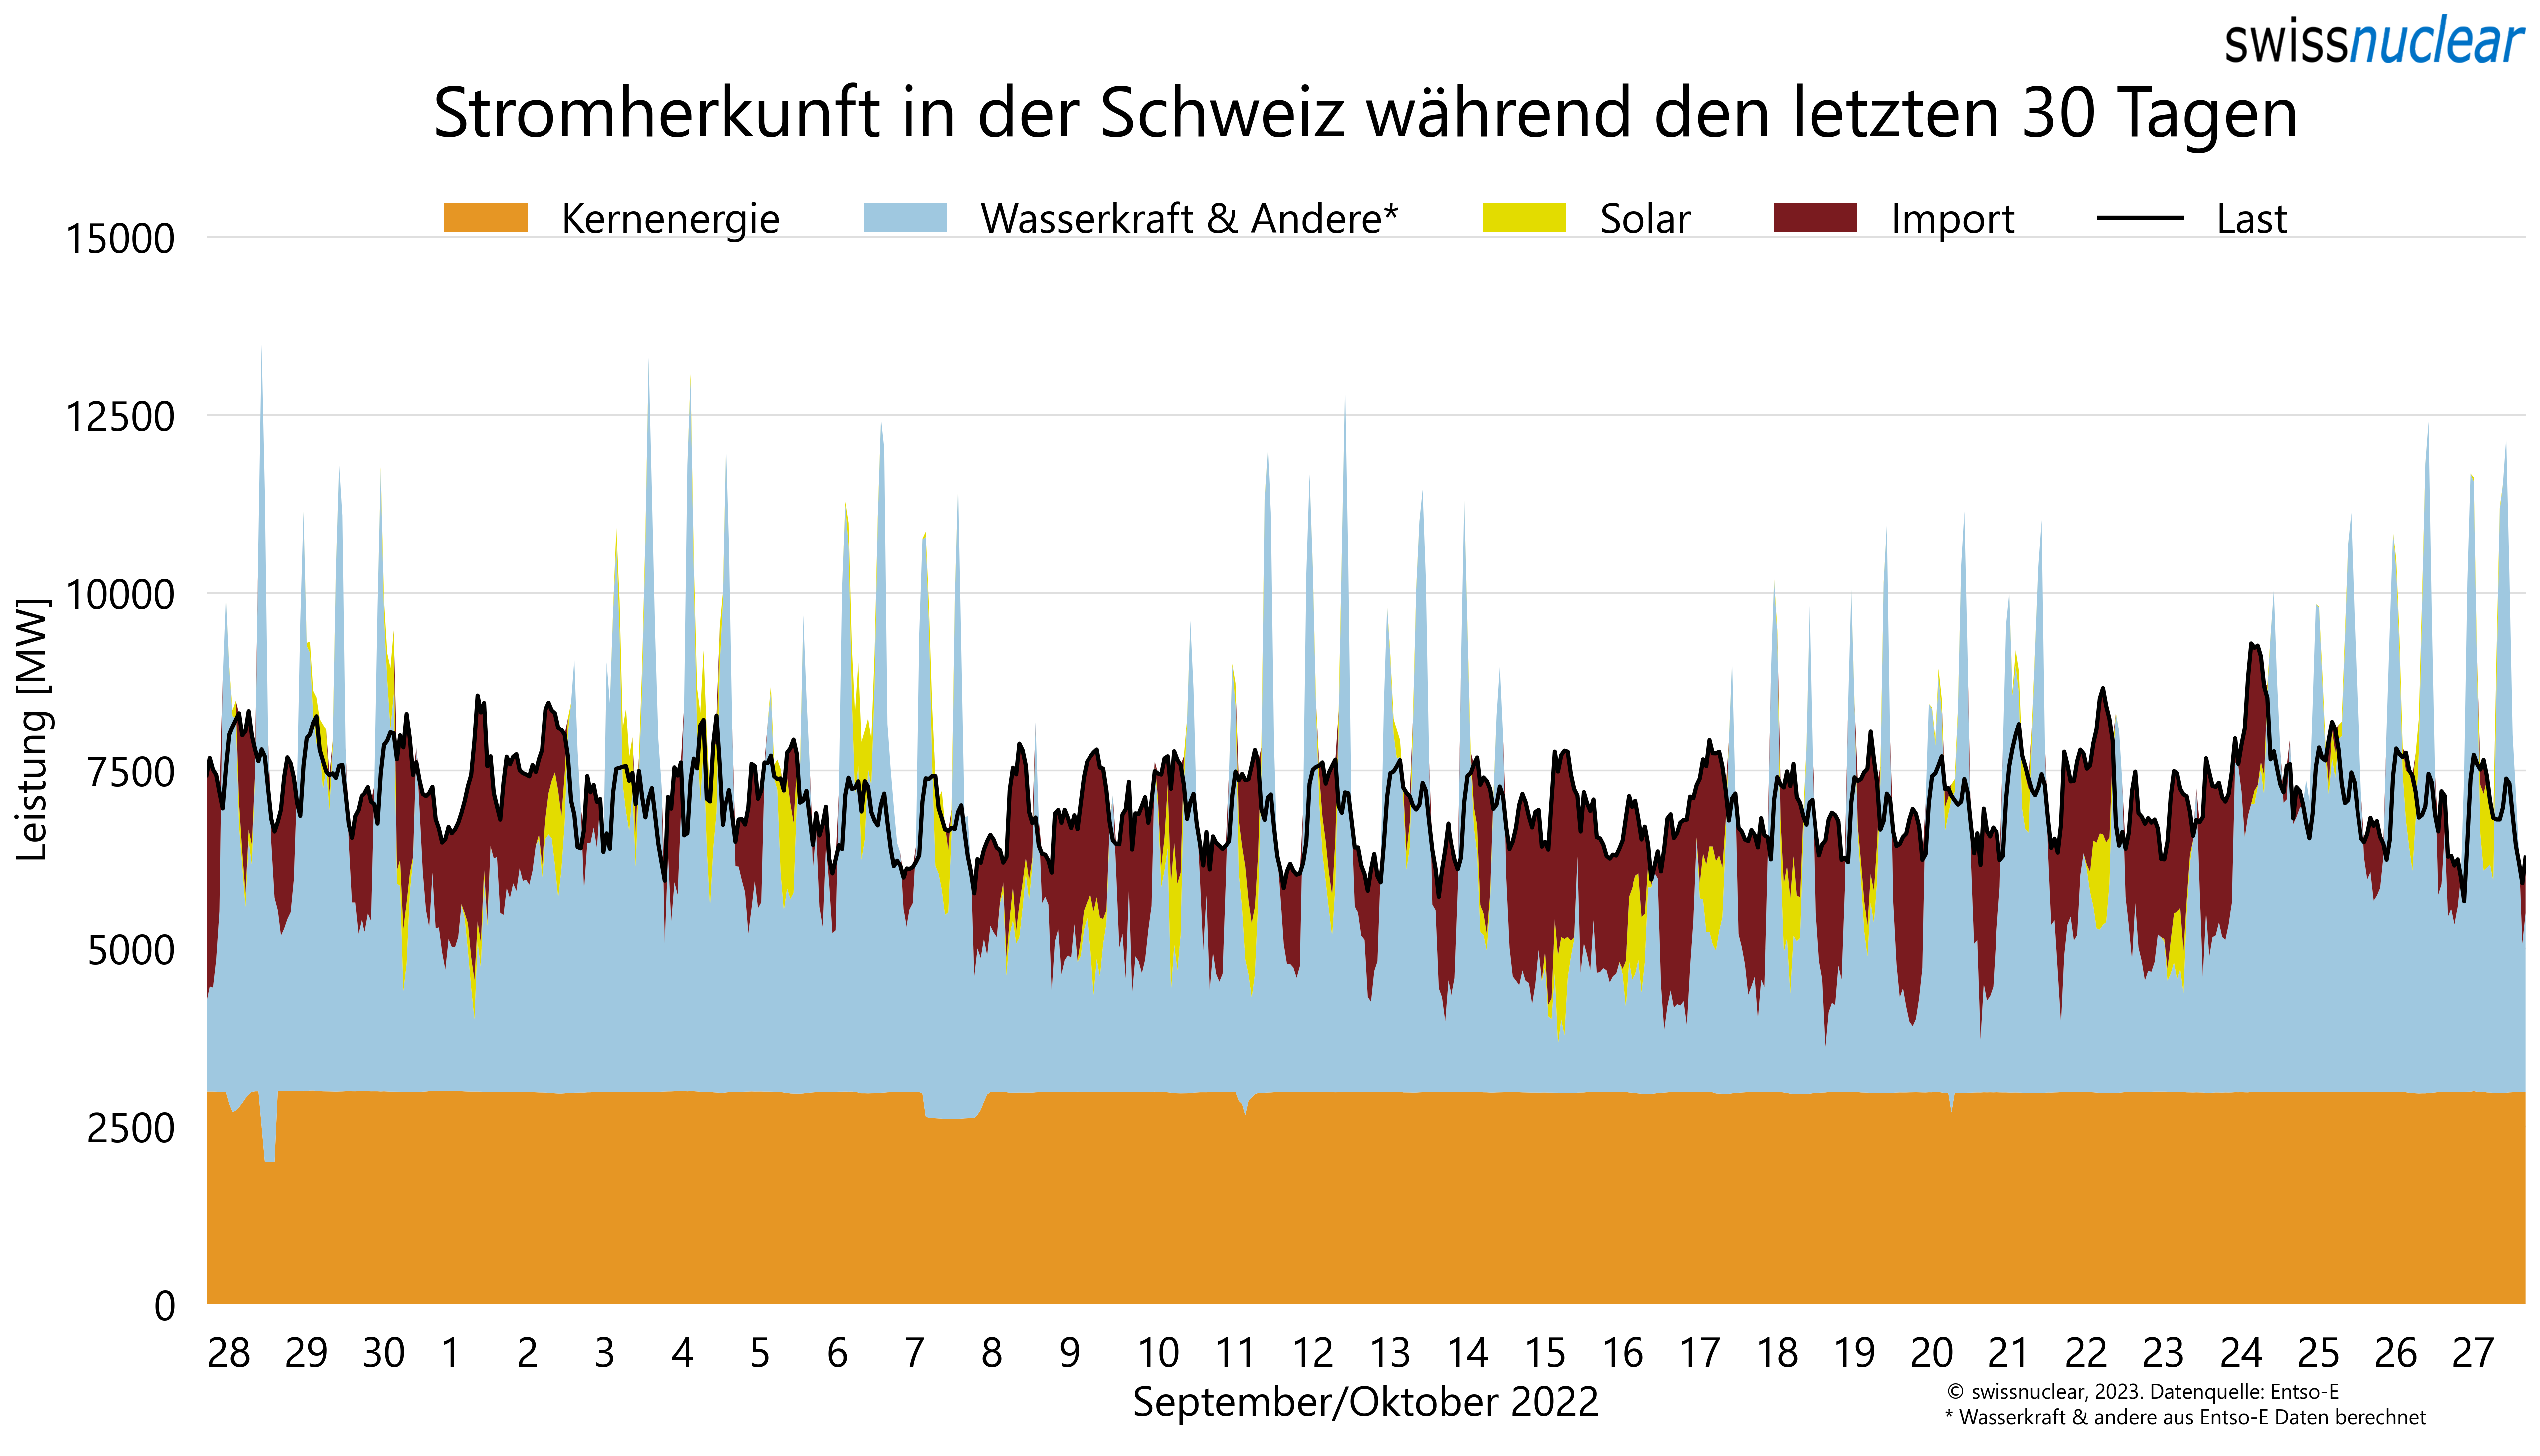 swissnuclear
Stromherkunft in der Schweiz während den letzten 30 Tagen
Kernenergie Wasserkraft & Andere* Solar Import Last
15000
12500
10000
7500
5000
2500
0
Leistung [MW]
28 29 30 1 2 3 4 5 6 7 8 9 10 11 12 13 14 15 16 17 18 19 20 21 22 23 24 25 26 27
September/Oktober 2022
© swissnuclear, 2023. Datenquelle: Entso-E
* Wasserkraft & andere aus Entso-E Daten berechnet